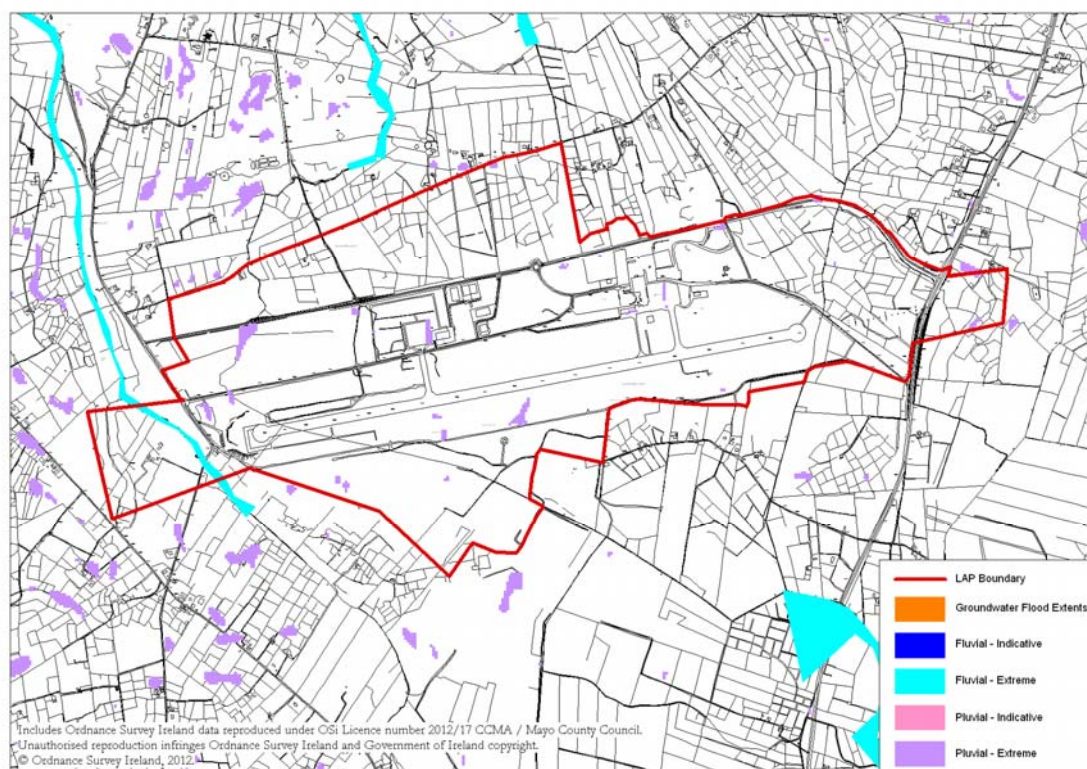 LAP Boundary
Groundwater Flood Extents
Fluvial - Indicative
Fluvial - Extreme
Pluvial - Indicative
Pluvial - Extreme
Includes Ordnance Survey Ireland data reproduced under OSi Licence number 2012/17 CCMA / Mayo County Council.
Unauthorised reproduction infringes Ordnance Survey Ireland and Government of Ireland copyright.
© Ordnance Survey Ireland, 2012.